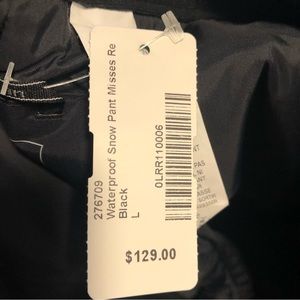 276709
Waterproof Snow Pant Misses Re
Black
L
0LRR110006
$129.00